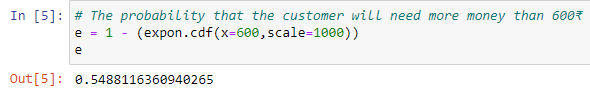 In [5]: # The probability that the customer will need more money than 600₹
e = 1 - (expon.cdf(x=600,scale=1000))
e
Out[5]: 0.5488116360940265